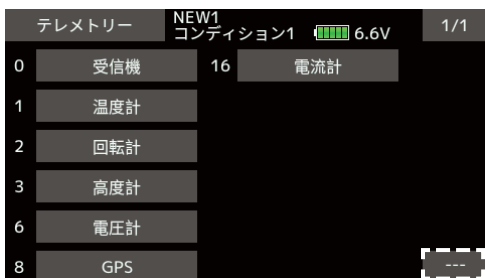 テレメトリー
NEW1
コンディション1 6.6V
1/1
0 受信機
16 電流計
1 温度計
2 回転計
3 高度計
6 電圧計
8 GPS
---